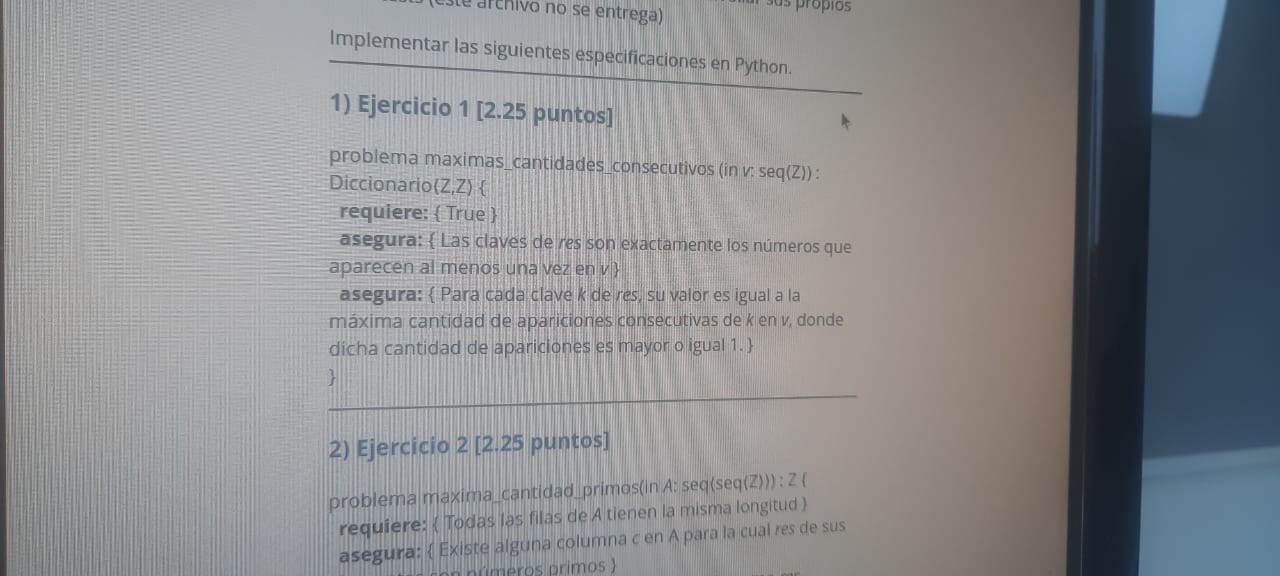 sus propios
(este archivo no se entrega)
Implementar las siguientes especificaciones en Python.
1) Ejercicio 1 [2.25 puntos]
problema maximas_cantidades_consecutivos (in v: seq(Z)) :
Diccionario(Z,Z) {
requiere: { True }
asegura: { Las claves de res son exactamente los números que
aparecen al menos una vez en v }
asegura: { Para cada clave k de res, su valor es igual a la
máxima cantidad de apariciones consecutivas de k en v, donde
dicha cantidad de apariciones es mayor o igual 1. }
}
2) Ejercicio 2 [2.25 puntos]
problema maxima_cantidad_primos(in A: seq(seq(Z))) : Z {
requiere: { Todas las filas de A tienen la misma longitud }
asegura: { Existe alguna columna c en A para la cual res de sus
son números primos }